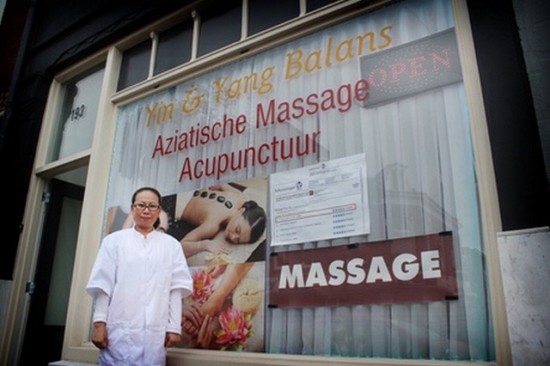 193
Yin & Yang Balans
Aziatische Massage
Acupunctuur
OPEN
MASSAGE